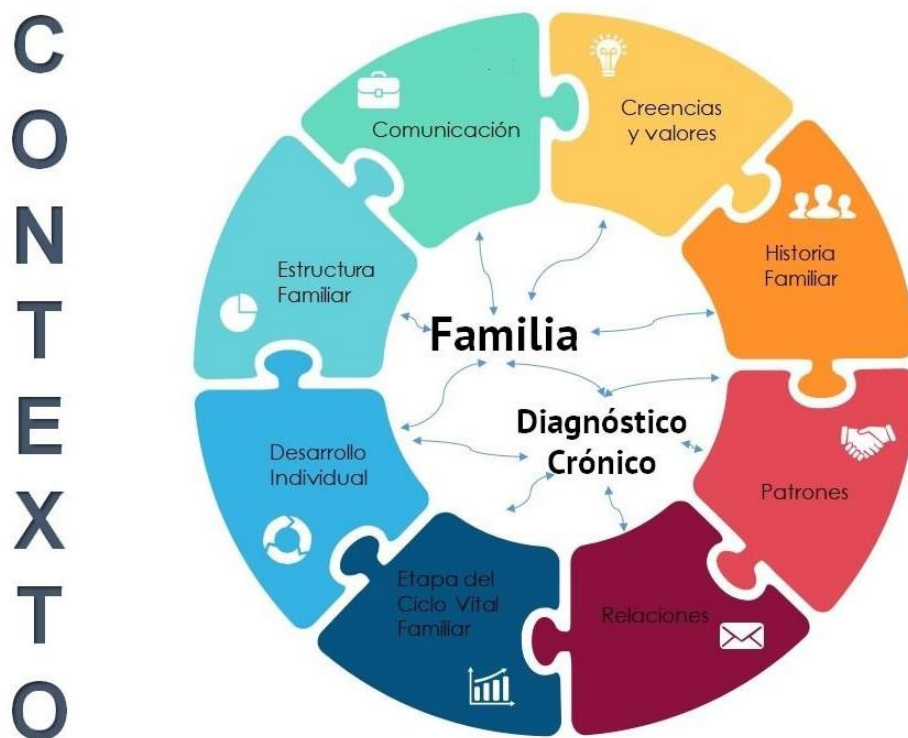 CONTEXTO
Comunicación
Creencias
y valores
Historia
Familiar
Estructura
Familiar
Familia
Diagnóstico
Crónico
Desarrollo
Individual
Patrones
Etapa del
Ciclo Vital
Familiar
Relaciones